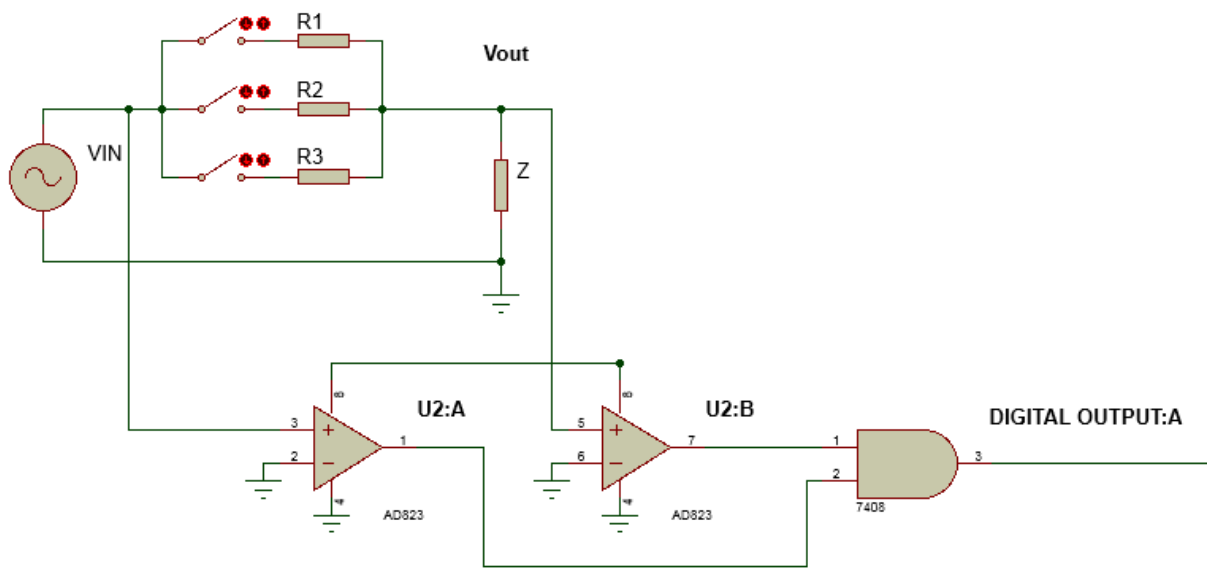 R1
Vout
R2
VIN
R3
Z
8
8
U2:A
U2:B
DIGITAL OUTPUT:A
3
1
5
7
1
3
2
6
2
4
4
7408
AD823
AD823